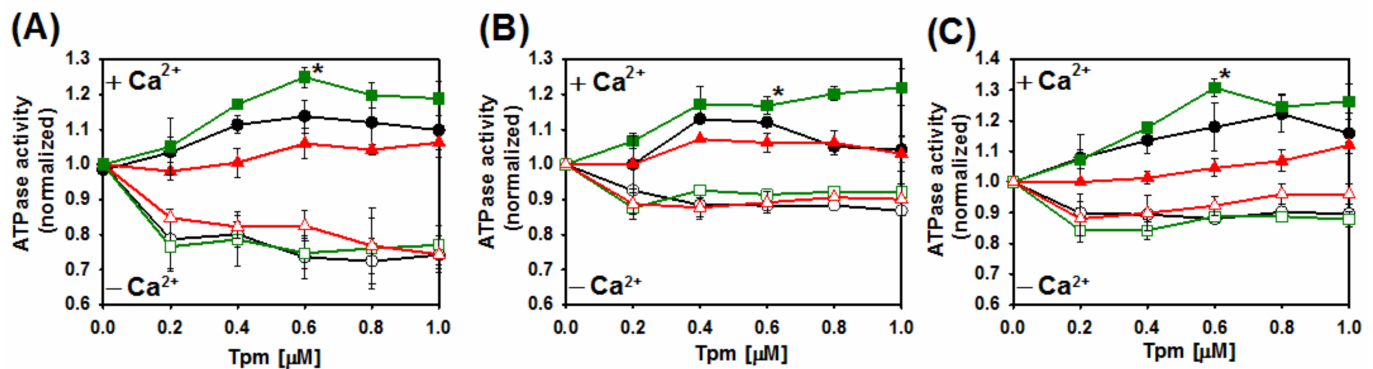 (A)
ATPase activity
(normalized)
1.3
1.2
1.1
1.0
0.9
0.8
0.7
0.6
+ Ca²⁺
*
− Ca²⁺
0.0 0.2 0.4 0.6 0.8 1.0
Tpm [µM]
(B)
ATPase activity
(normalized)
1.3
1.2
1.1
1.0
0.9
0.8
0.7
0.6
+ Ca²⁺
*
− Ca²⁺
0.0 0.2 0.4 0.6 0.8 1.0
Tpm [µM]
(C)
ATPase activity
(normalized)
1.4
1.3
1.2
1.1
1.0
0.9
0.8
0.7
0.6
+ Ca²⁺
*
− Ca²⁺
0.0 0.2 0.4 0.6 0.8 1.0
Tpm [µM]